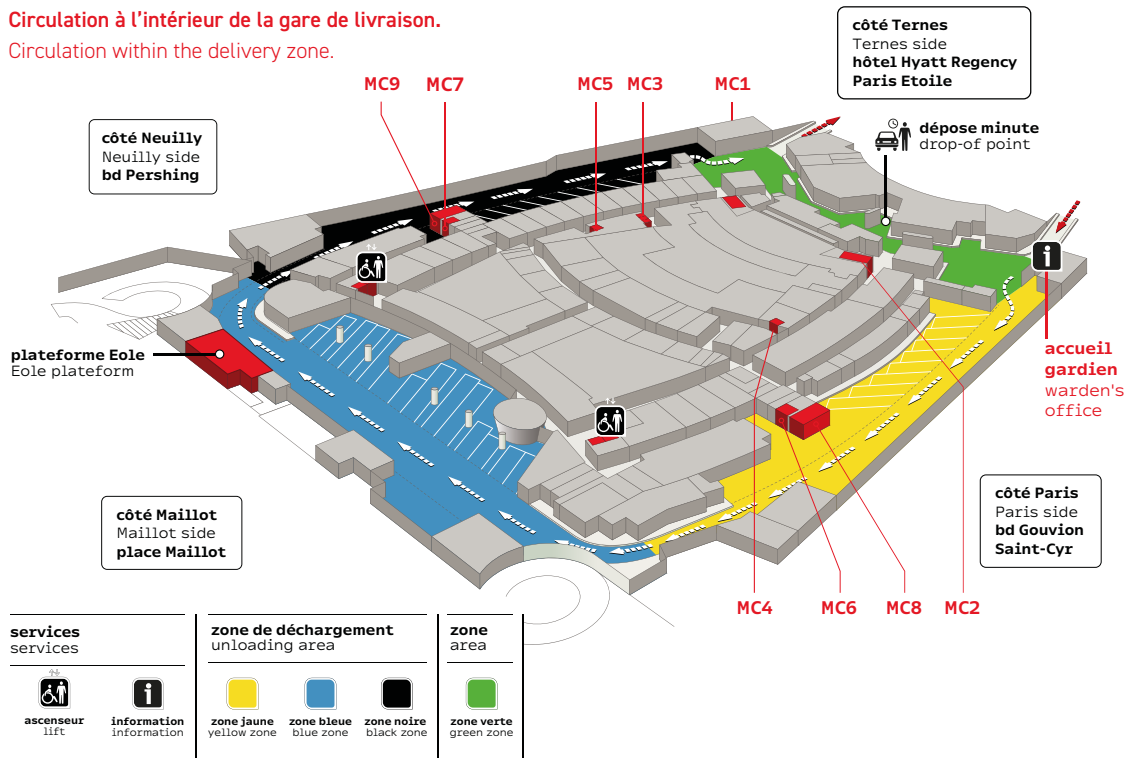 Circulation à l'intérieur de la gare de livraison.
Circulation within the delivery zone.
côté Ternes
Ternes side
hôtel Hyatt Regency
Paris Etoile
MC9
MC7
MC5
MC3
MC1
côté Neuilly
Neuilly side
bd Pershing
dépose minute
drop-of point
i
plateforme Eole
Eole plateform
accueil
gardien
warden's
office
côté Maillot
Maillot side
place Maillot
côté Paris
Paris side
bd Gouvion
Saint-Cyr
MC4
MC6
MC8
MC2
services
services
i
ascenseur
lift
information
information
zone de déchargement
unloading area
zone jaune
yellow zone
zone bleue
blue zone
zone noire
black zone
zone
area
zone verte
green zone